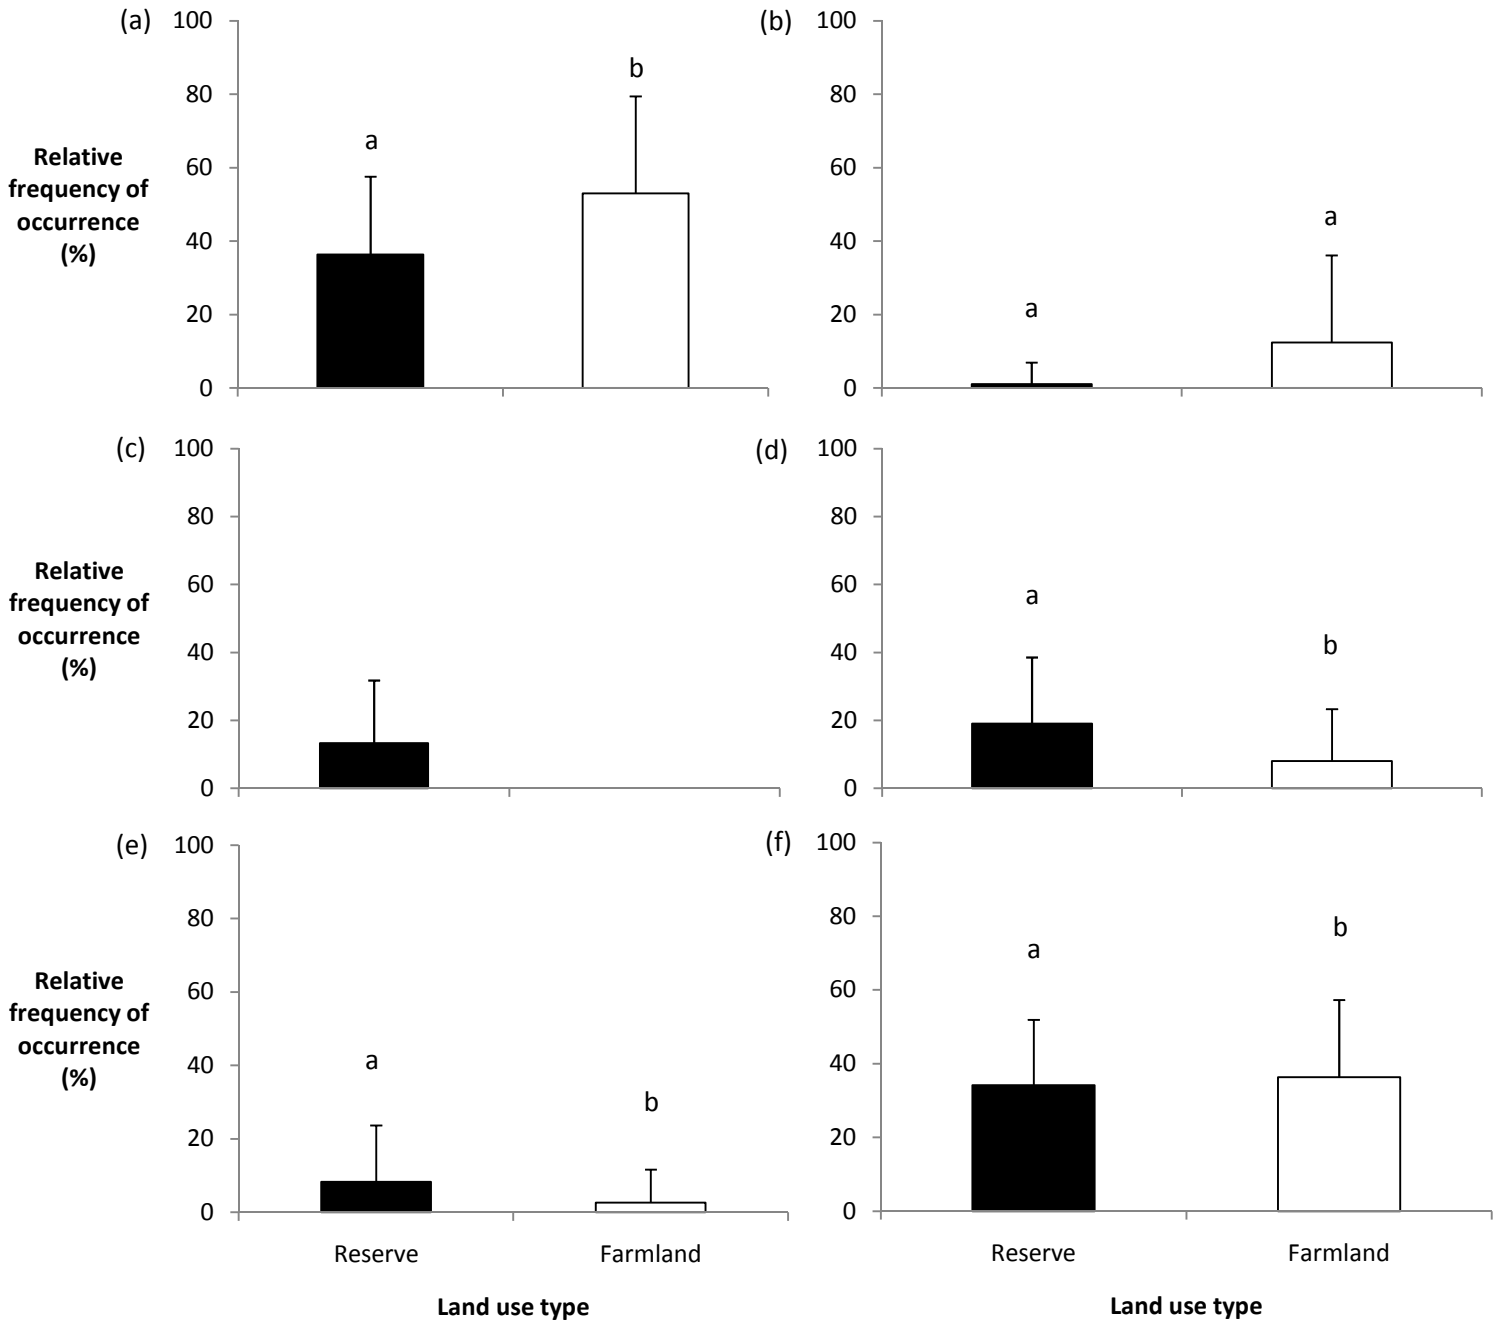 (a)
100
80
60
40
20
0
Relative
frequency of
occurrence
(%)
a
b
(b)
100
80
60
40
20
0
a
a
(c)
100
80
60
40
20
0
Relative
frequency of
occurrence
(%)
(d)
100
80
60
40
20
0
a
b
(e)
100
80
60
40
20
0
Relative
frequency of
occurrence
(%)
a
b
Reserve
Farmland
Land use type
(f)
100
80
60
40
20
0
a
b
Reserve
Farmland
Land use type